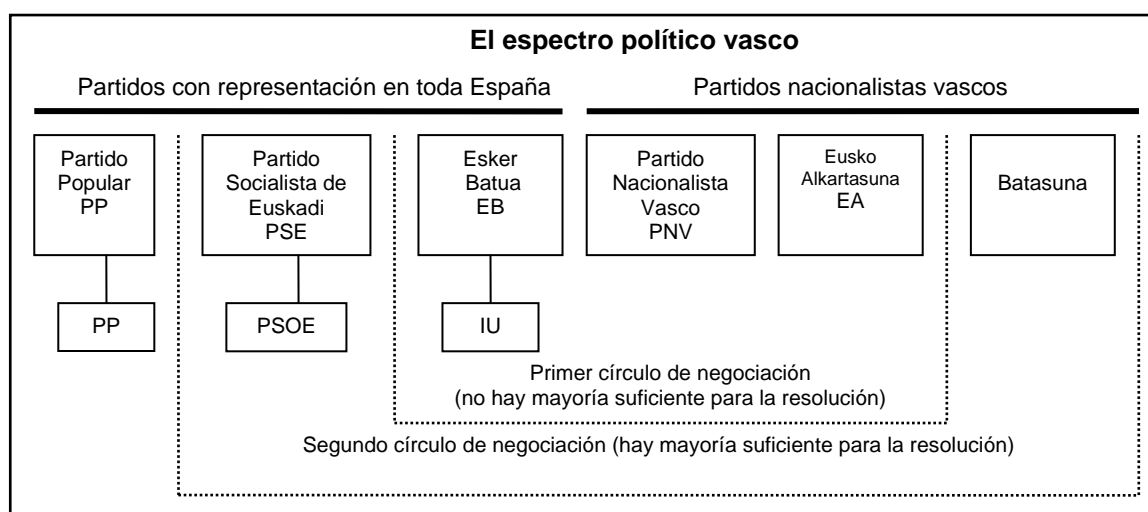 El espectro político vasco
Partidos con representación en toda España
Partidos nacionalistas vascos
Partido
Popular
PP
Partido
Socialista de
Euskadi
PSE
Esker
Batua
EB
Partido
Nacionalista
Vasco
PNV
Eusko
Alkartasuna
EA
Batasuna
PP
PSOE
IU
Primer círculo de negociación
(no hay mayoría suficiente para la resolución)
Segundo círculo de negociación (hay mayoría suficiente para la resolución)